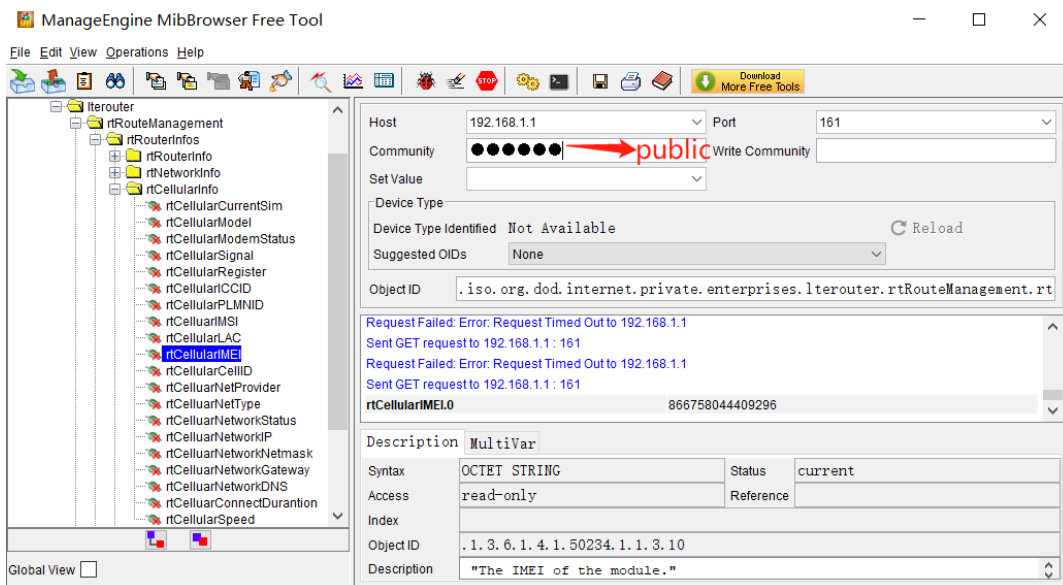 ManageEngine MibBrowser Free Tool
File Edit View Operations Help
STOP
Download
More Free Tools
lterouter
rtRouteManagement
rtRouterInfos
rtRouterInfo
rtNetworkInfo
rtCellularInfo
rtCellularCurrentSim
rtCellularModel
rtCellularModemStatus
rtCellularSignal
rtCellularRegister
rtCellularICCID
rtCellularPLMNID
rtCelluarIMSI
rtCellularLAC
rtCellularIMEI
rtCellularCellID
rtCelluarNetProvider
rtCelluarNetType
rtCelluarNetworkStatus
rtCelluarNetworkIP
rtCelluarNetworkNetmask
rtCelluarNetworkGateway
rtCelluarNetworkDNS
rtCelluarConnectDurantion
rtCellularSpeed
Global View
Host 192.168.1.1 Port 161
Community ●●●●●● public Write Community
Set Value
Device Type
Device Type Identified Not Available Reload
Suggested OIDs None
Object ID .iso.org.dod.internet.private.enterprises.lterouter.rtRouteManagement.rt
Request Failed: Error: Request Timed Out to 192.168.1.1
Sent GET request to 192.168.1.1 : 161
Request Failed: Error: Request Timed Out to 192.168.1.1
Sent GET request to 192.168.1.1 : 161
rtCellularIMEI.0 866758044409296
Description MultiVar
Syntax OCTET STRING Status current
Access read-only Reference
Index
Object ID .1.3.6.1.4.1.50234.1.1.3.10
Description "The IMEI of the module."